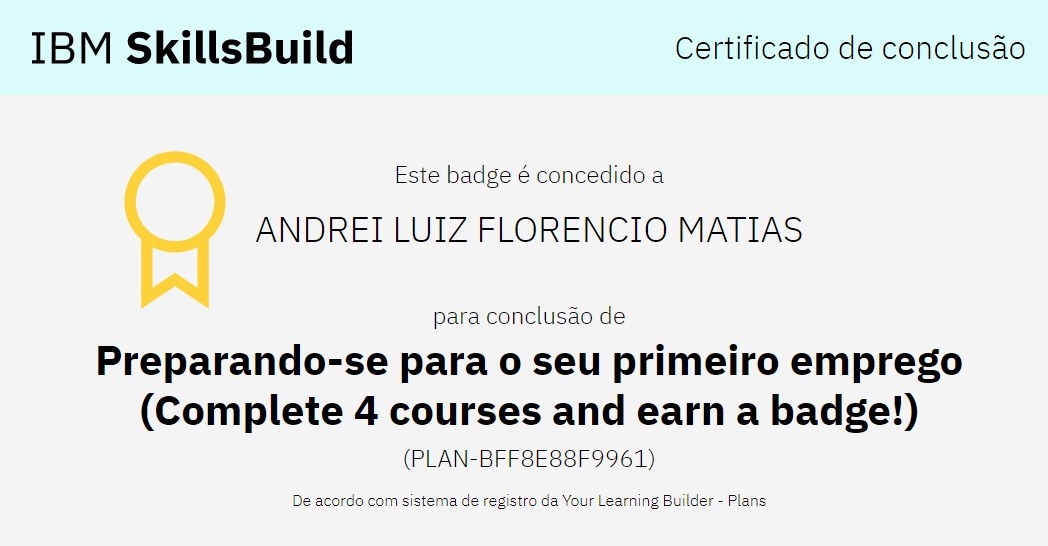 IBM SkillsBuild
Certificado de conclusão
Este badge é concedido a
ANDREI LUIZ FLORENCIO MATIAS
para conclusão de
Preparando-se para o seu primeiro emprego
(Complete 4 courses and earn a badge!)
(PLAN-BFF8E88F9961)
De acordo com sistema de registro da Your Learning Builder - Plans